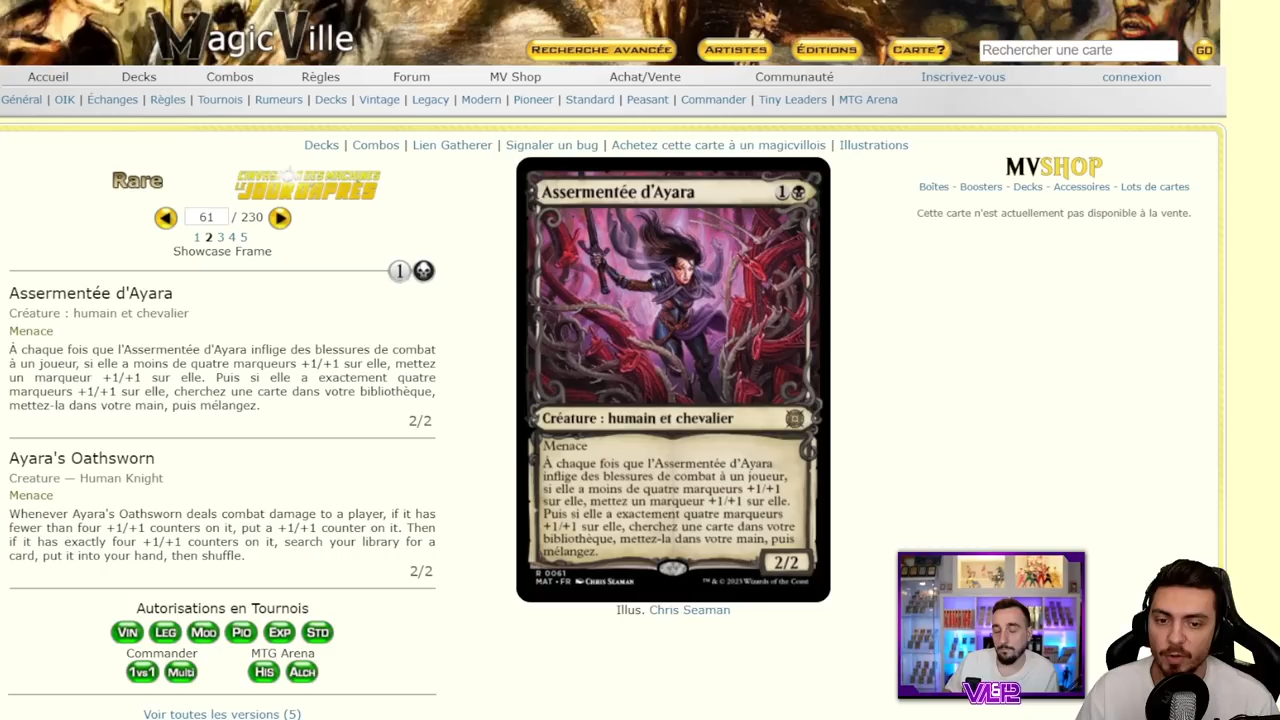 MagicVille
RECHERCHE AVANCÉE ARTISTES ÉDITIONS CARTE? Rechercher une carte GO
Accueil Decks Combos Règles Forum MV Shop Achat/Vente Communauté Inscrivez-vous connexion
Général | OIK | Échanges | Règles | Tournois | Rumeurs | Decks | Vintage | Legacy | Modern | Pioneer | Standard | Peasant | Commander | Tiny Leaders | MTG Arena
Decks | Combos | Lien Gatherer | Signaler un bug | Achetez cette carte à un magicvillois | Illustrations
Rare
61 / 230
1 2 3 4 5
Showcase Frame
1
Assermentée d'Ayara
Créature : humain et chevalier
Menace
À chaque fois que l'Assermentée d'Ayara inflige des blessures de combat
à un joueur, si elle a moins de quatre marqueurs +1/+1 sur elle, mettez
un marqueur +1/+1 sur elle. Puis si elle a exactement quatre
marqueurs +1/+1 sur elle, cherchez une carte dans votre bibliothèque,
mettez-la dans votre main, puis mélangez.
2/2
Ayara's Oathsworn
Creature — Human Knight
Menace
Whenever Ayara's Oathsworn deals combat damage to a player, if it has
fewer than four +1/+1 counters on it, put a +1/+1 counter on it. Then
if it has exactly four +1/+1 counters on it, search your library for a
card, put it into your hand, then shuffle.
2/2
Autorisations en Tournois
VIN LEG MOD PIO EXP STD
Commander MTG Arena
1vs1 Multi HIS ALCH
Voir toutes les versions (5)
Assermentée d'Ayara 1
Créature : humain et chevalier
Menace
À chaque fois que l'Assermentée d'Ayara
inflige des blessures de combat à un joueur,
si elle a moins de quatre marqueurs +1/+1
sur elle, mettez un marqueur +1/+1 sur elle.
Puis si elle a exactement quatre marqueurs
+1/+1 sur elle, cherchez une carte dans votre
bibliothèque, mettez-la dans votre main, puis
mélangez.
2/2
R 0061
MAT • FR CHRIS SEAMAN ™ & © 2023 Wizards of the Coast
Illus. Chris Seaman
MVSHOP
Boîtes - Boosters - Decks - Accessoires - Lots de cartes
Cette carte n'est actuellement pas disponible à la vente.